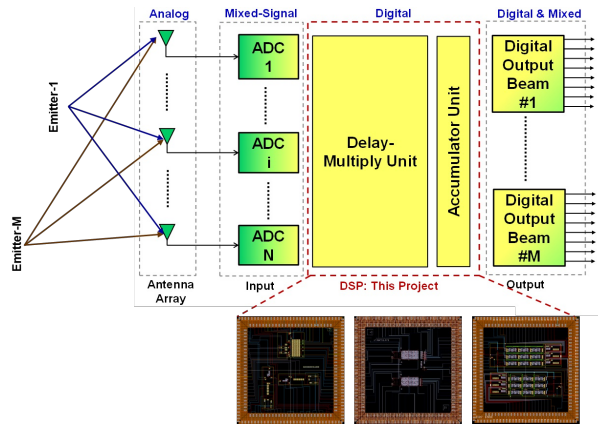 Analog
Mixed-Signal
Digital
Digital & Mixed
ADC
1
ADC
i
ADC
N
Delay-
Multiply Unit
Accumulator Unit
Digital
Output
Beam
#1
Digital
Output
Beam
#M
Emitter-1
Emitter-M
Antenna
Array
Input
DSP: This Project
Output